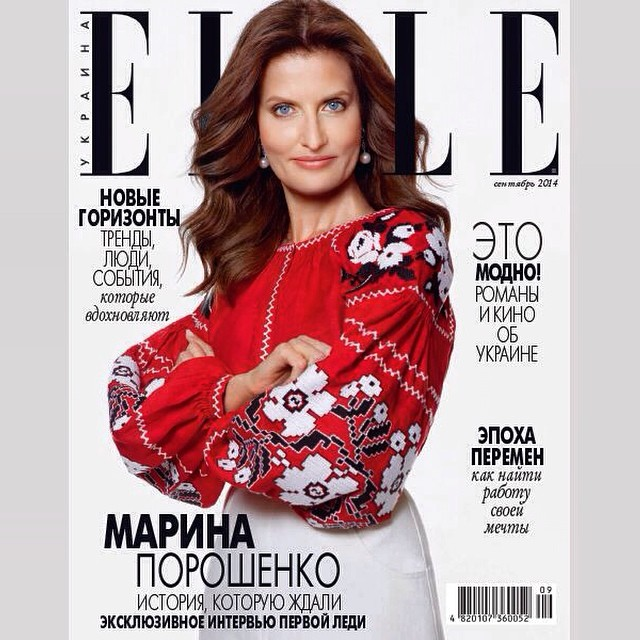 УКРАИНА
ELLE
сентябрь 2014
НОВЫЕ
ГОРИЗОНТЫ
ТРЕНДЫ,
ЛЮДИ,
СОБЫТИЯ,
которые
вдохновляют
ЭТО
МОДНО!
РОМАНЫ
И КИНО
ОБ
УКРАИНЕ
ЭПОХА
ПЕРЕМЕН
как найти
работу
своей
мечты
МАРИНА
ПОРОШЕНКО
ИСТОРИЯ, КОТОРУЮ ЖДАЛИ
ЭКСКЛЮЗИВНОЕ ИНТЕРВЬЮ ПЕРВОЙ ЛЕДИ
09
4 820107 360052